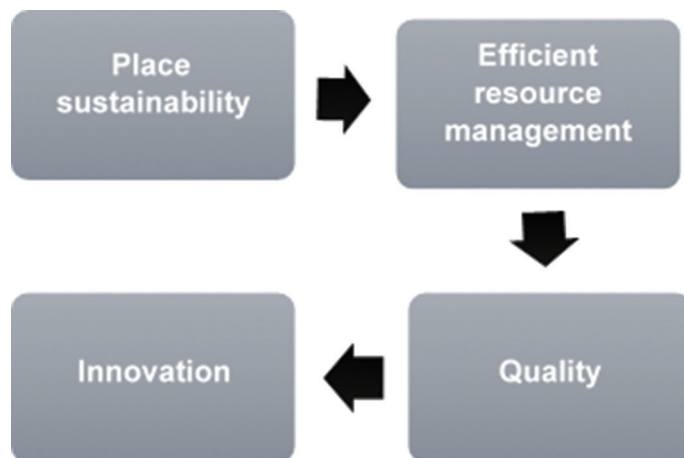 Place
sustainability
Efficient
resource
management
Quality
Innovation